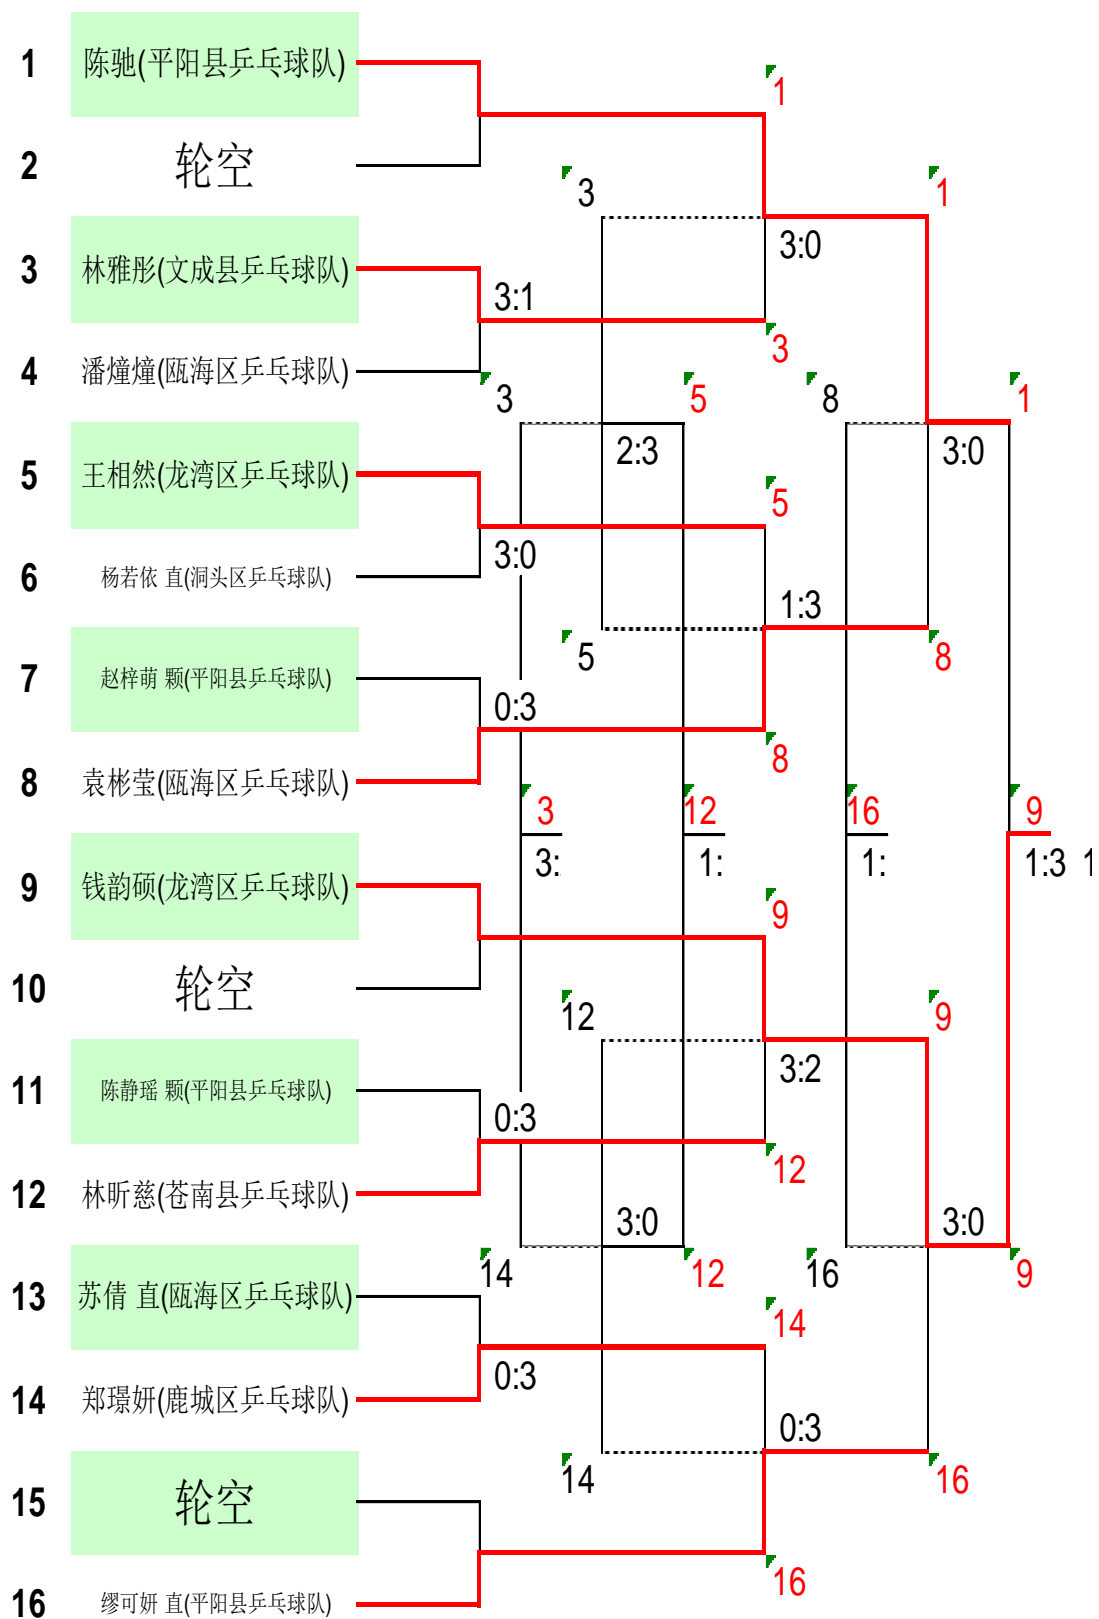 1 陈驰(平阳县乒乓球队)
1
2 轮空
3
1
3:0
3 林雅彤(文成县乒乓球队)
3:1
3
4 潘燑燑(瓯海区乒乓球队)
3
5
8
1
2:3
3:0
5 王相然(龙湾区乒乓球队)
5
3:0
6 杨若依 直(洞头区乒乓球队)
1:3
5
8
7 赵梓萌 颗(平阳县乒乓球队)
0:3
8
8 袁彬莹(瓯海区乒乓球队)
3
12
16
9
3:
1:
1:
1:3 1
9 钱韵硕(龙湾区乒乓球队)
9
10 轮空
12
9
3:2
11 陈静瑶 颗(平阳县乒乓球队)
0:3
12
12 林昕慈(苍南县乒乓球队)
3:0
3:0
14
12
16
9
13 苏倩 直(瓯海区乒乓球队)
14
0:3
14 郑璟妍(鹿城区乒乓球队)
0:3
14
16
15 轮空
16
16 缪可妍 直(平阳县乒乓球队)